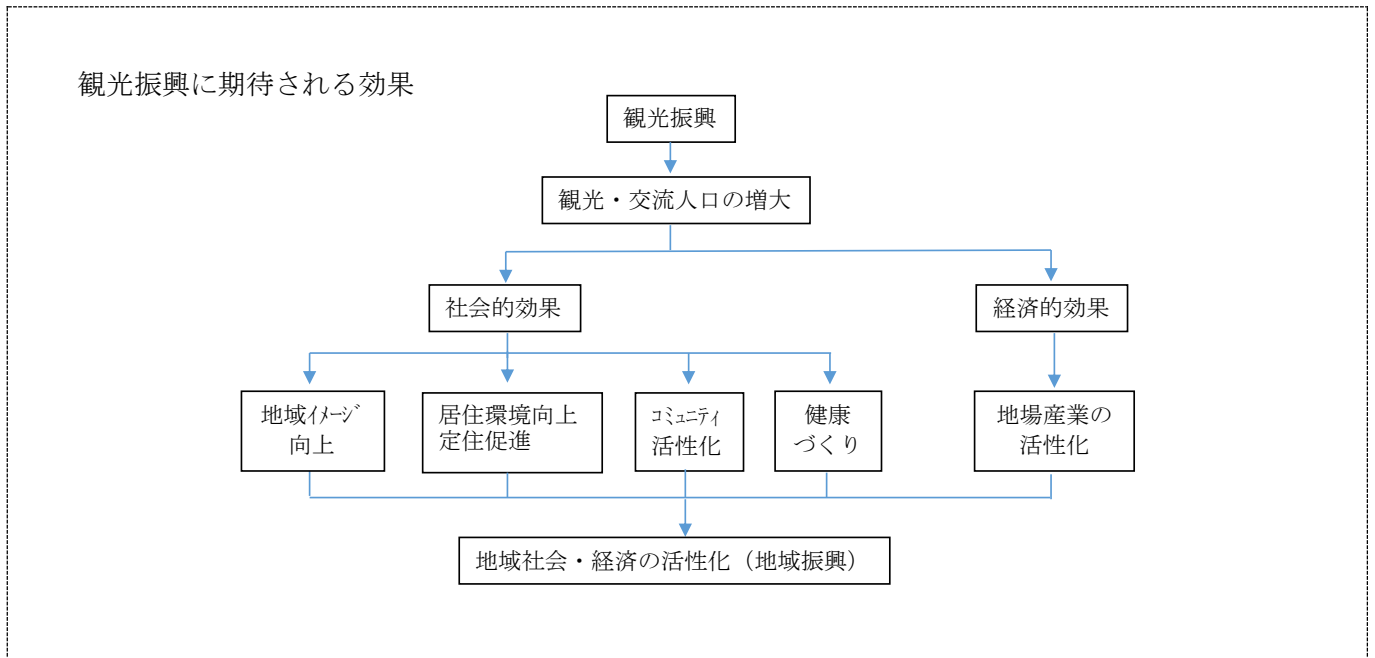 観光振興に期待される効果
観光振興
観光・交流人口の増大
社会的効果
経済的効果
地域ｲﾒｰｼﾞ
向上
居住環境向上
定住促進
ｺﾐｭﾆﾃｨ
活性化
健康
づくり
地場産業の
活性化
地域社会・経済の活性化（地域振興）